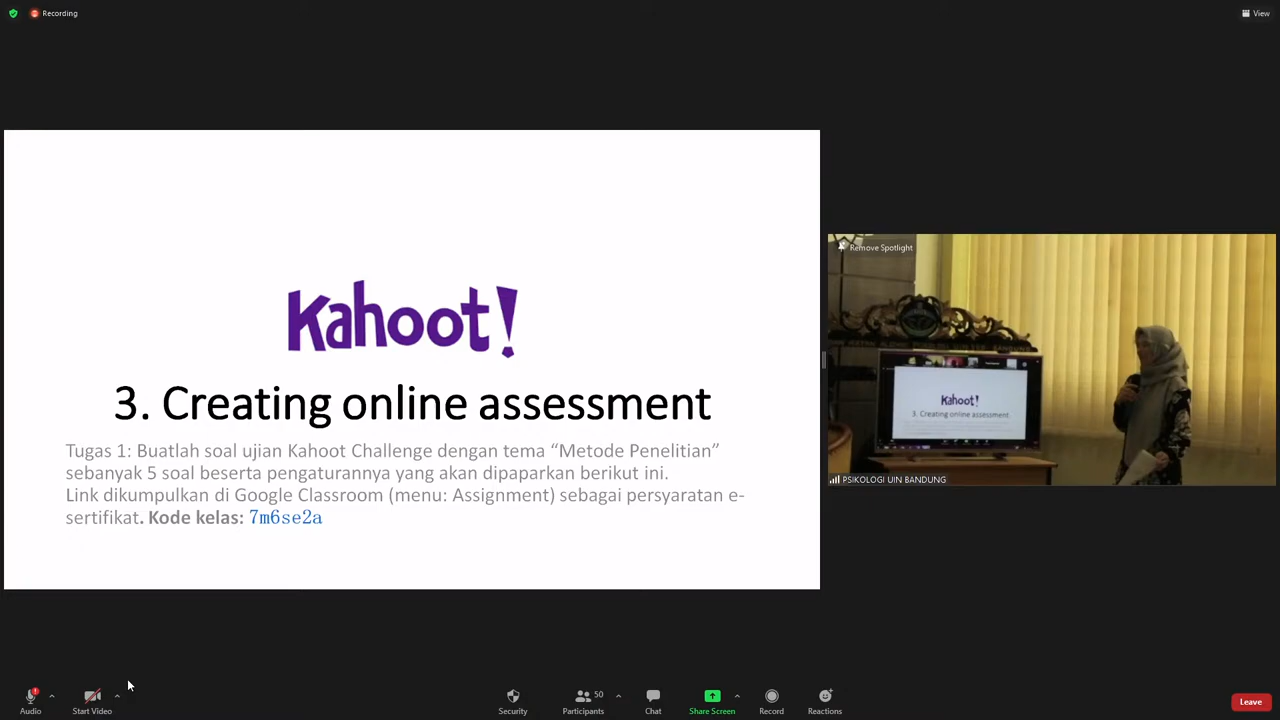 Recording
View
Kahoot!
3. Creating online assessment
Tugas 1: Buatlah soal ujian Kahoot Challenge dengan tema “Metode Penelitian”
sebanyak 5 soal beserta pengaturannya yang akan dipaparkan berikut ini.
Link dikumpulkan di Google Classroom (menu: Assignment) sebagai persyaratan e-
sertifikat. Kode kelas: 7m6se2a
Remove Spotlight
Kahoot!
3. Creating online assessment
PSIKOLOGI UIN BANDUNG
Audio
Start Video
Security
Participants
50
Chat
Share Screen
Record
Reactions
Leave